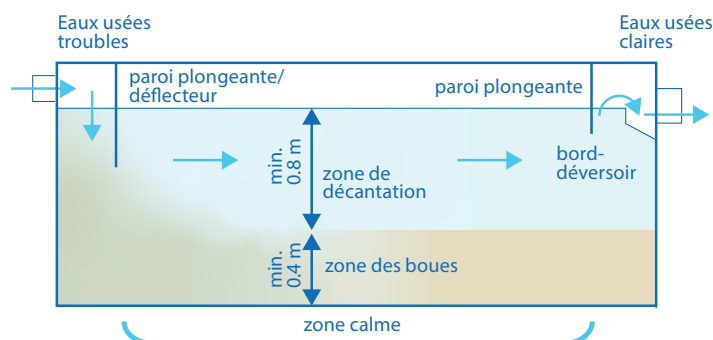 Eaux usées
troubles
Eaux usées
claires
paroi plongeante/
déflecteur
paroi plongeante
min.
0.8 m
zone de
décantation
bord-
déversoir
min.
0.4 m
zone des boues
zone calme